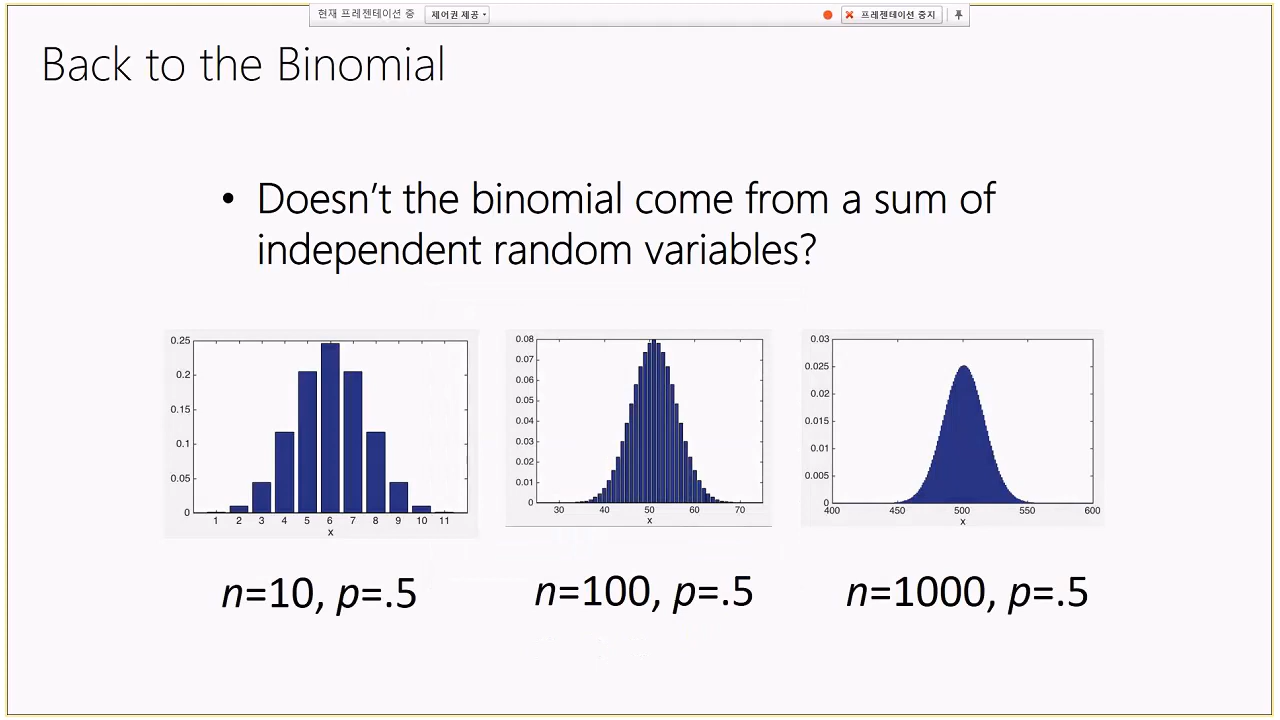 현재 프레젠테이션 중 제어권 제공 프레젠테이션 중지
Back to the Binomial
• Doesn't the binomial come from a sum of
independent random variables?
0.25
0.2
0.15
0.1
0.05
0
1 2 3 4 5 6 7 8 9 10 11
x
0.08
0.07
0.06
0.05
0.04
0.03
0.02
0.01
0
30 40 50 60 70
x
0.03
0.025
0.02
0.015
0.01
0.005
0
400 450 500 550 600
x
n=10, p=.5
n=100, p=.5
n=1000, p=.5